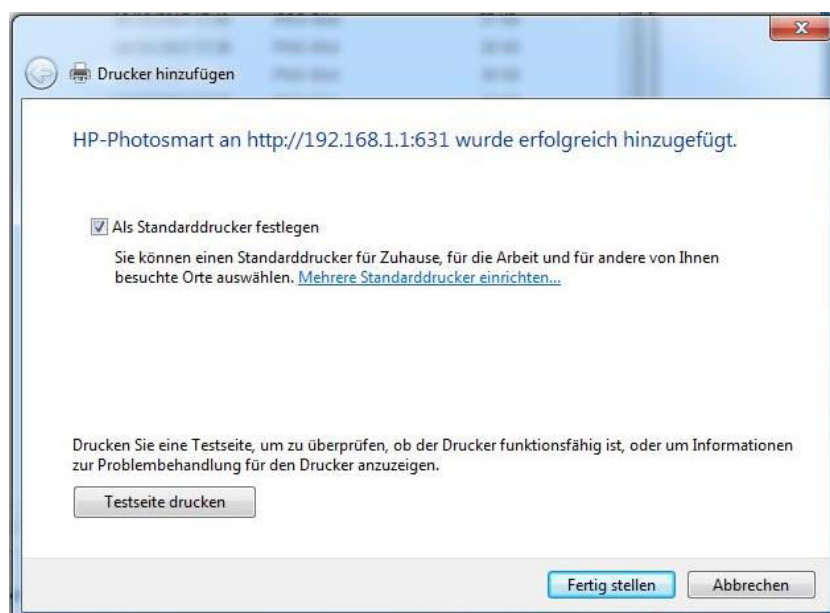 Drucker hinzufügen
HP-Photosmart an http://192.168.1.1:631 wurde erfolgreich hinzugefügt.
Als Standarddrucker festlegen
Sie können einen Standarddrucker für Zuhause, für die Arbeit und für andere von Ihnen
besuchte Orte auswählen. Mehrere Standarddrucker einrichten...
Drucken Sie eine Testseite, um zu überprüfen, ob der Drucker funktionsfähig ist, oder um Informationen
zur Problembehandlung für den Drucker anzuzeigen.
Testseite drucken
Fertig stellen Abbrechen